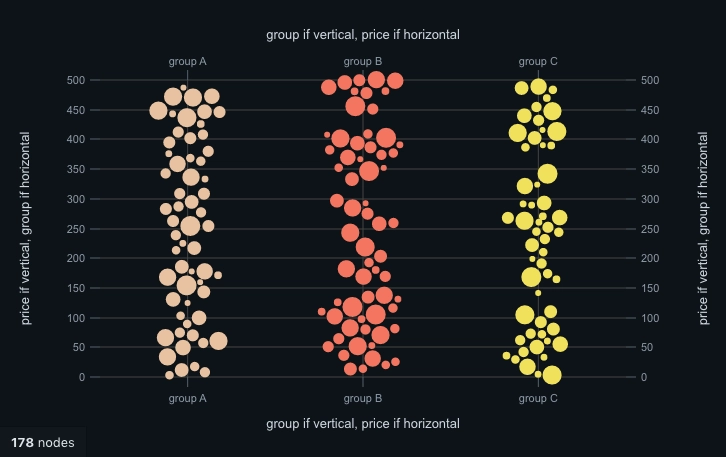 group if vertical, price if horizontal
group A group B group C
500 500
450 450
400 400
350 350
300 300
250 250
200 200
150 150
100 100
50 50
0 0
price if vertical, group if horizontal
price if vertical, group if horizontal
group A group B group C
group if vertical, price if horizontal
178 nodes